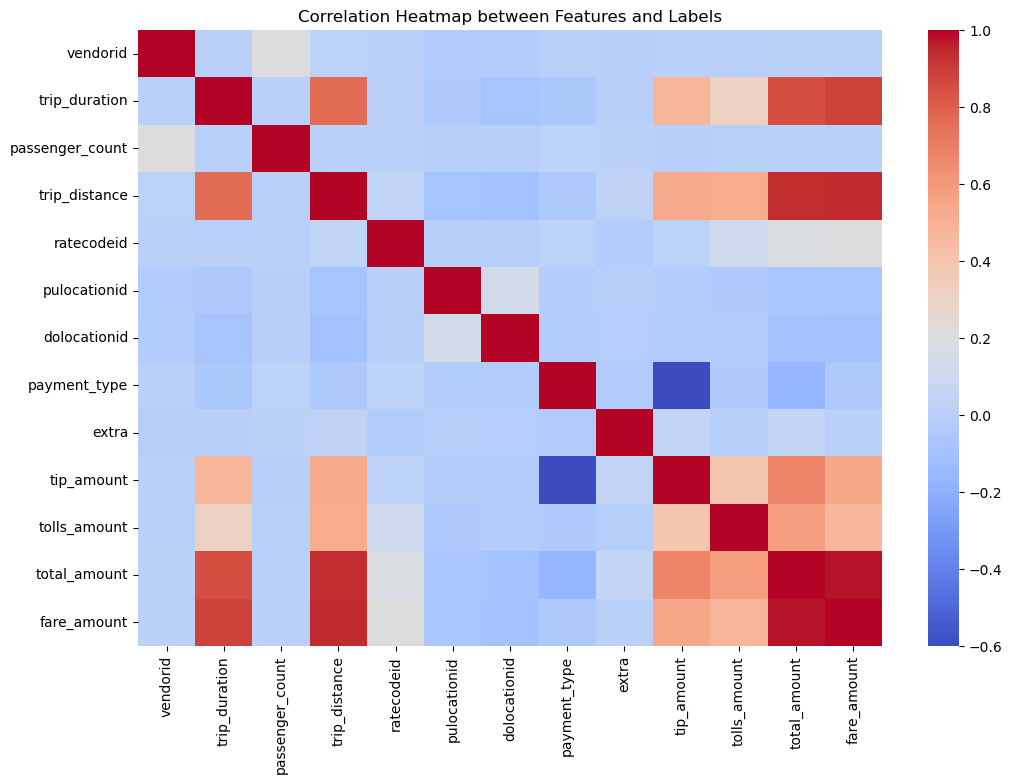 Correlation Heatmap between Features and Labels
vendorid
trip_duration
passenger_count
trip_distance
ratecodeid
pulocationid
dolocationid
payment_type
extra
tip_amount
tolls_amount
total_amount
fare_amount
vendorid
trip_duration
passenger_count
trip_distance
ratecodeid
pulocationid
dolocationid
payment_type
extra
tip_amount
tolls_amount
total_amount
fare_amount
1.0
0.8
0.6
0.4
0.2
0.0
−0.2
−0.4
−0.6